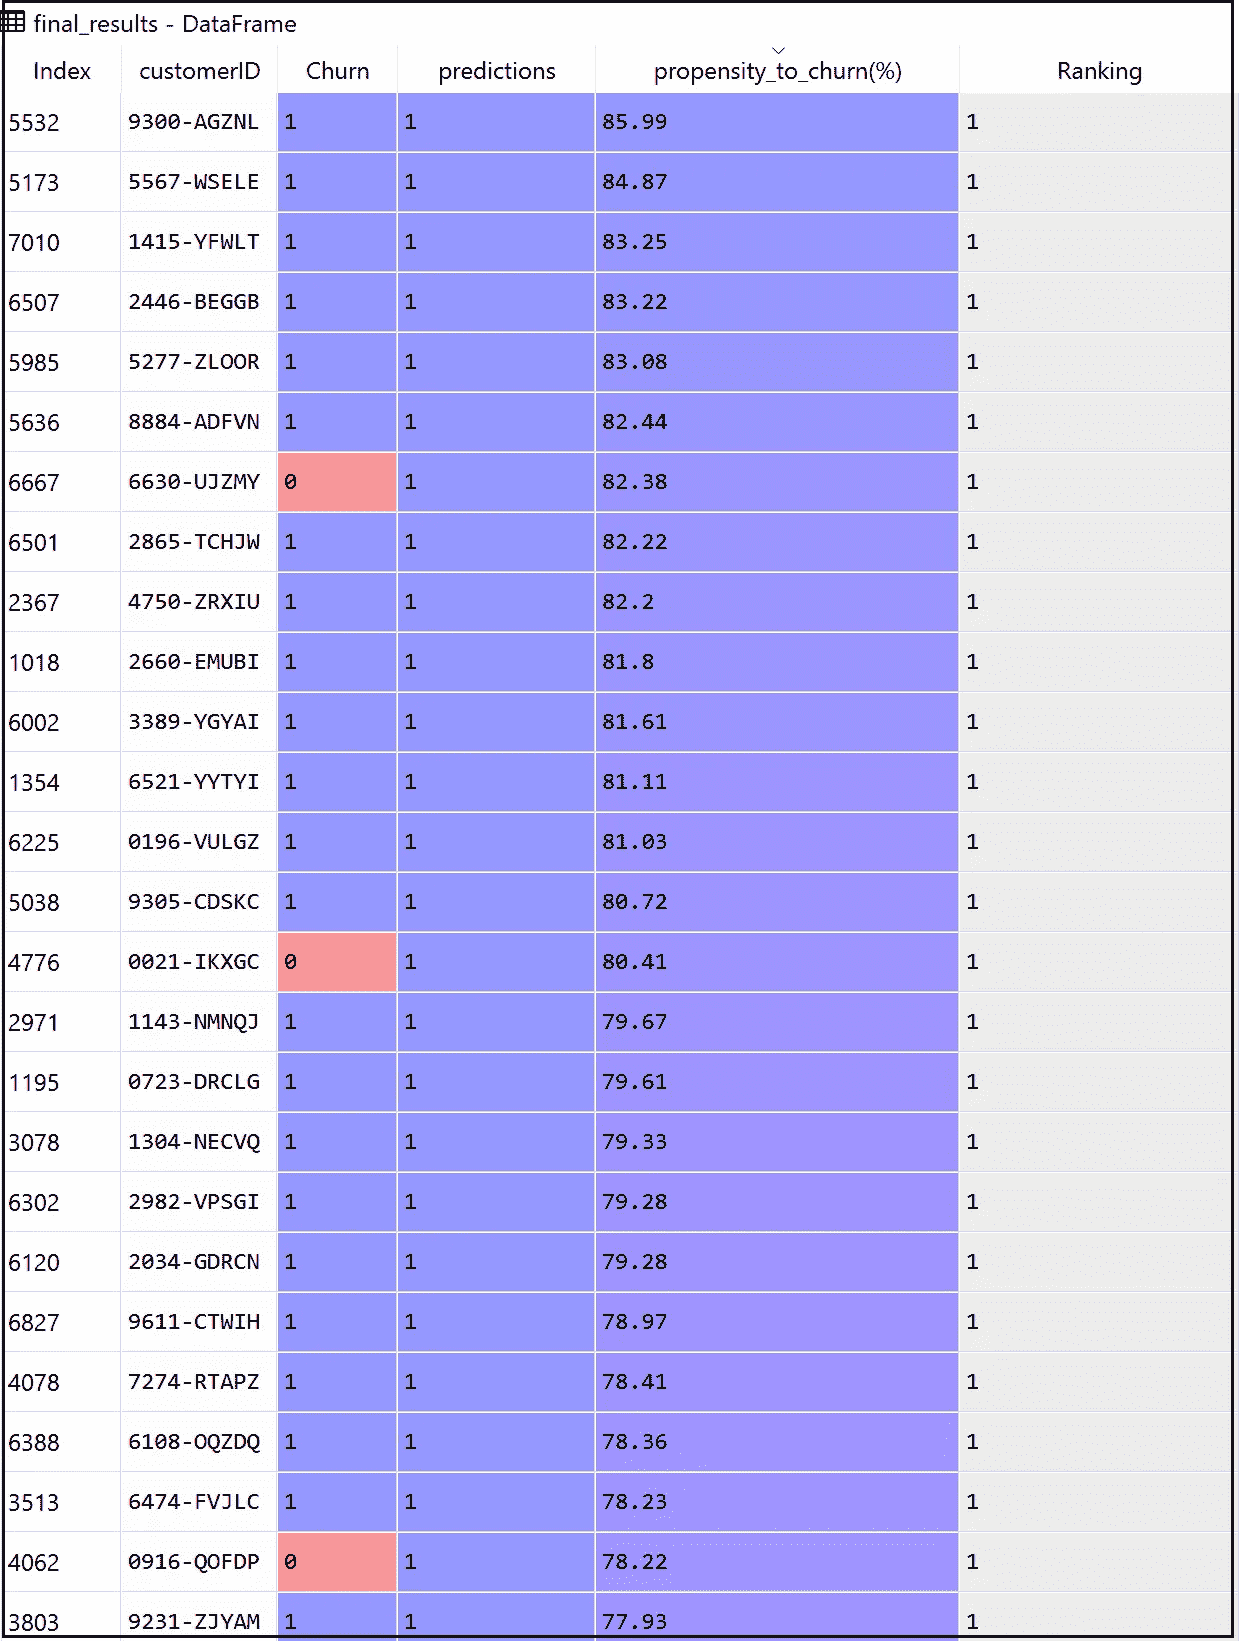 final_results - DataFrame
Index customerID Churn predictions propensity_to_churn(%) Ranking
5532 9300-AGZNL 1 1 85.99 1
5173 5567-WSELE 1 1 84.87 1
7010 1415-YFWLT 1 1 83.25 1
6507 2446-BEGGB 1 1 83.22 1
5985 5277-ZLOOR 1 1 83.08 1
5636 8884-ADFVN 1 1 82.44 1
6667 6630-UJZMY 0 1 82.38 1
6501 2865-TCHJW 1 1 82.22 1
2367 4750-ZRXIU 1 1 82.2 1
1018 2660-EMUBI 1 1 81.8 1
6002 3389-YGYAI 1 1 81.61 1
1354 6521-YYTYI 1 1 81.11 1
6225 0196-VULGZ 1 1 81.03 1
5038 9305-CDSKC 1 1 80.72 1
4776 0021-IKXGC 0 1 80.41 1
2971 1143-NMNQJ 1 1 79.67 1
1195 0723-DRCLG 1 1 79.61 1
3078 1304-NECVQ 1 1 79.33 1
6302 2982-VPSGI 1 1 79.28 1
6120 2034-GDRCN 1 1 79.28 1
6827 9611-CTWIH 1 1 78.97 1
4078 7274-RTAPZ 1 1 78.41 1
6388 6108-OQZDQ 1 1 78.36 1
3513 6474-FVJLC 1 1 78.23 1
4062 0916-QOFDP 0 1 78.22 1
3803 9231-ZJYAM 1 1 77.93 1